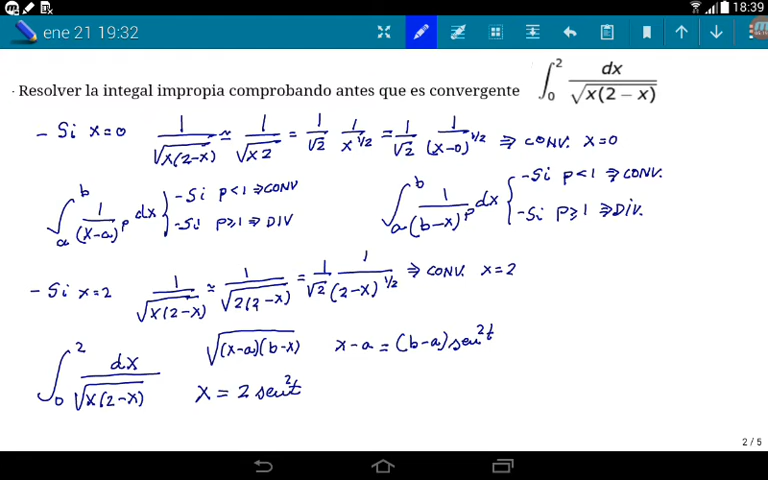 18:39
ene 21 19:32
· Resolver la integal impropia comprobando antes que es convergente ∫₀² dx / √(x(2 − x))
- Si x=0 1/√(x(2-x)) ≃ 1/√(x2) = 1/√2 1/x^1/2 = 1/√2 1/(x-0)^1/2 ⇒ CONV. x=0
∫ₐᵇ 1/(x-a)^p dx { -Si p<1 ⇒ CONV -Si p≥1 ⇒ DIV
∫ₐᵇ 1/(b-x)^p dx { -Si p<1 ⇒ CONV. -Si p≥1 ⇒ DIV.
- Si x=2 1/√(x(2-x)) ≃ 1/√(2(2-x)) = 1/√2 1/(2-x)^1/2 ⇒ CONV. x=2
∫₀² dx/√(x(2-x)) √((x-a)(b-x)) x-a = (b-a) sen²t
x = 2 sen²t
2/5